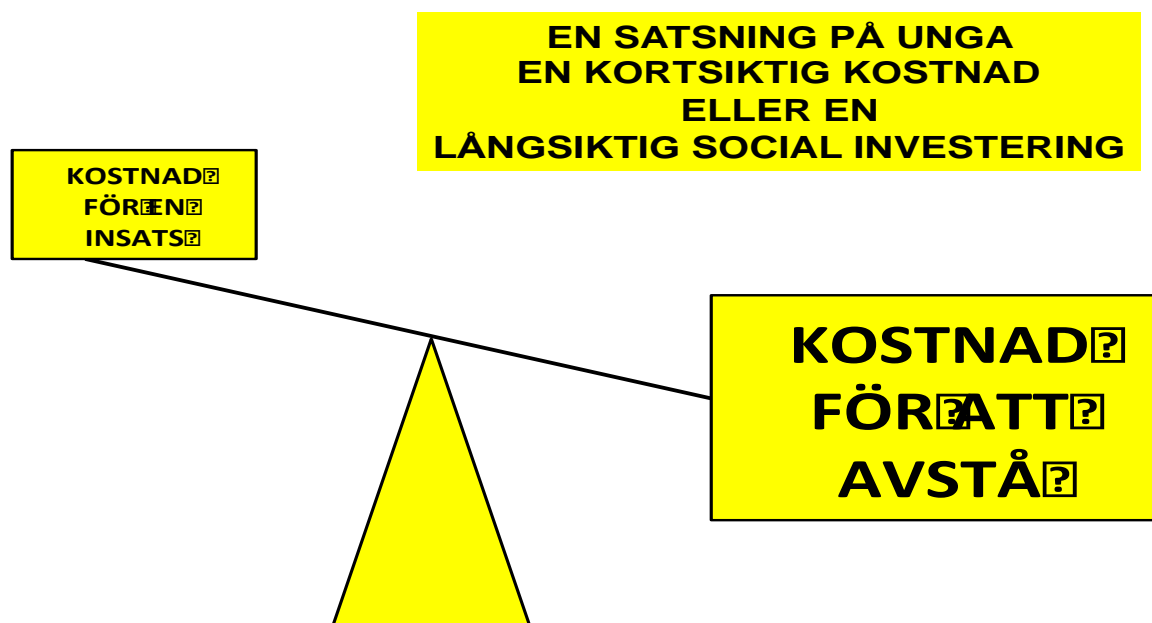 EN SATSNING PÅ UNGA
EN KORTSIKTIG KOSTNAD
ELLER EN
LÅNGSIKTIG SOCIAL INVESTERING
KOSTNAD
FÖR EN
INSATS
KOSTNAD
FÖR ATT
AVSTÅ